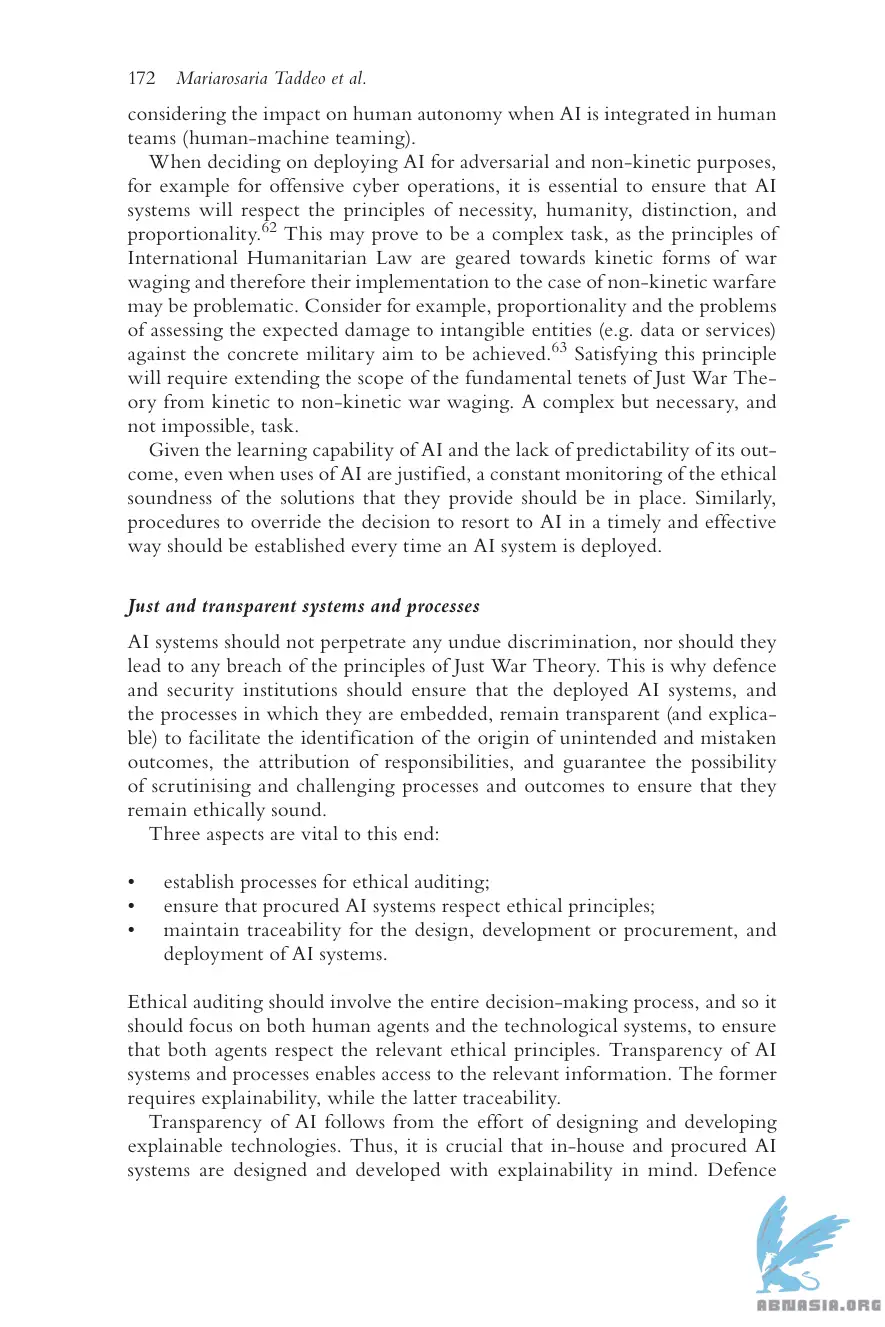 172 Mariarosaria Taddeo et al.
considering the impact on human autonomy when AI is integrated in human
teams (human-machine teaming).
When deciding on deploying AI for adversarial and non-kinetic purposes,
for example for offensive cyber operations, it is essential to ensure that AI
systems will respect the principles of necessity, humanity, distinction, and
proportionality.62 This may prove to be a complex task, as the principles of
International Humanitarian Law are geared towards kinetic forms of war
waging and therefore their implementation to the case of non-kinetic warfare
may be problematic. Consider for example, proportionality and the problems
of assessing the expected damage to intangible entities (e.g. data or services)
against the concrete military aim to be achieved.63 Satisfying this principle
will require extending the scope of the fundamental tenets of Just War The-
ory from kinetic to non-kinetic war waging. A complex but necessary, and
not impossible, task.
Given the learning capability of AI and the lack of predictability of its out-
come, even when uses of AI are justified, a constant monitoring of the ethical
soundness of the solutions that they provide should be in place. Similarly,
procedures to override the decision to resort to AI in a timely and effective
way should be established every time an AI system is deployed.
Just and transparent systems and processes
AI systems should not perpetrate any undue discrimination, nor should they
lead to any breach of the principles of Just War Theory. This is why defence
and security institutions should ensure that the deployed AI systems, and
the processes in which they are embedded, remain transparent (and explica-
ble) to facilitate the identification of the origin of unintended and mistaken
outcomes, the attribution of responsibilities, and guarantee the possibility
of scrutinising and challenging processes and outcomes to ensure that they
remain ethically sound.
Three aspects are vital to this end:
• establish processes for ethical auditing;
• ensure that procured AI systems respect ethical principles;
• maintain traceability for the design, development or procurement, and
deployment of AI systems.
Ethical auditing should involve the entire decision-making process, and so it
should focus on both human agents and the technological systems, to ensure
that both agents respect the relevant ethical principles. Transparency of AI
systems and processes enables access to the relevant information. The former
requires explainability, while the latter traceability.
Transparency of AI follows from the effort of designing and developing
explainable technologies. Thus, it is crucial that in-house and procured AI
systems are designed and developed with explainability in mind. Defence
ABNASIA.ORG